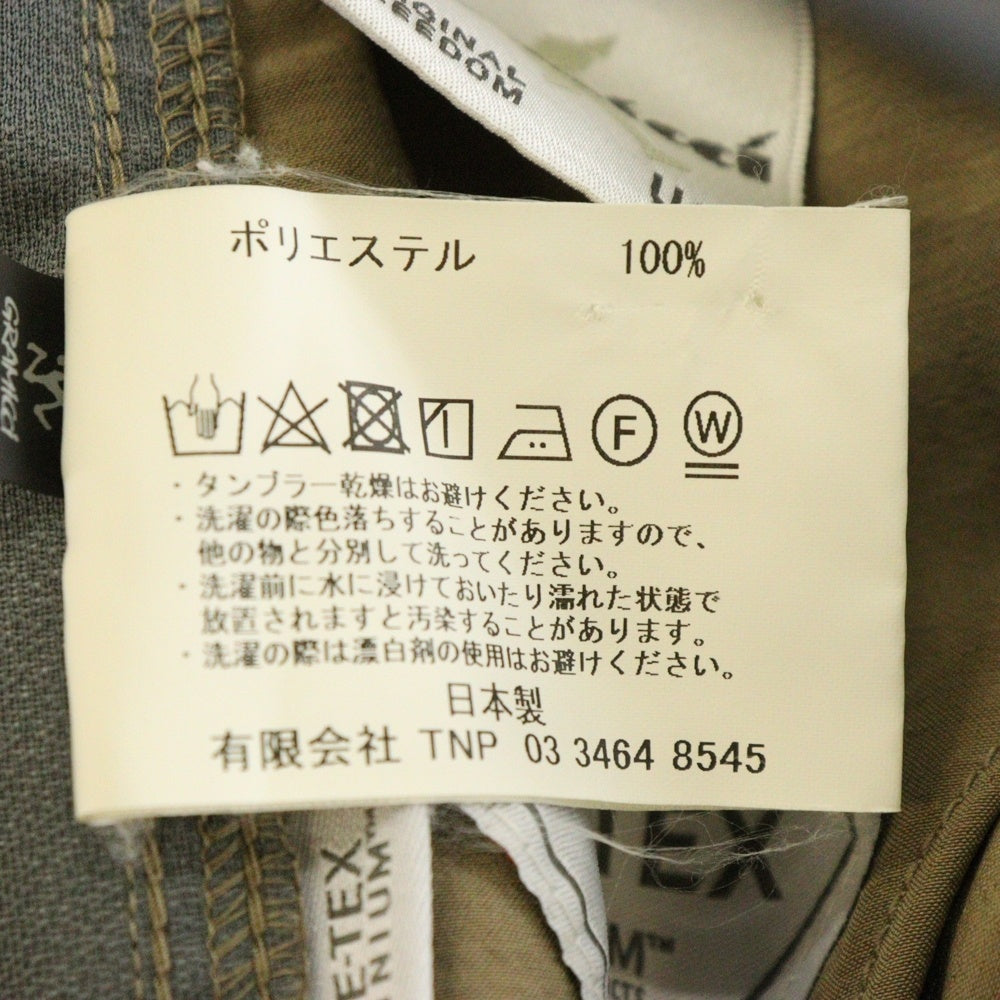 ポリエステル 100%
F W
・タンブラー乾燥はお避けください。
・洗濯の際色落ちすることがありますので、
他の物と分別して洗ってください。
・洗濯前に水に浸けておいたり濡れた状態で
放置されますと汚染することがあります。
・洗濯の際は漂白剤の使用はお避けください。
日本製
有限会社 TNP 03 3464 8545
GRAMICCI
E-TEX
NIUM™
TEX
M™